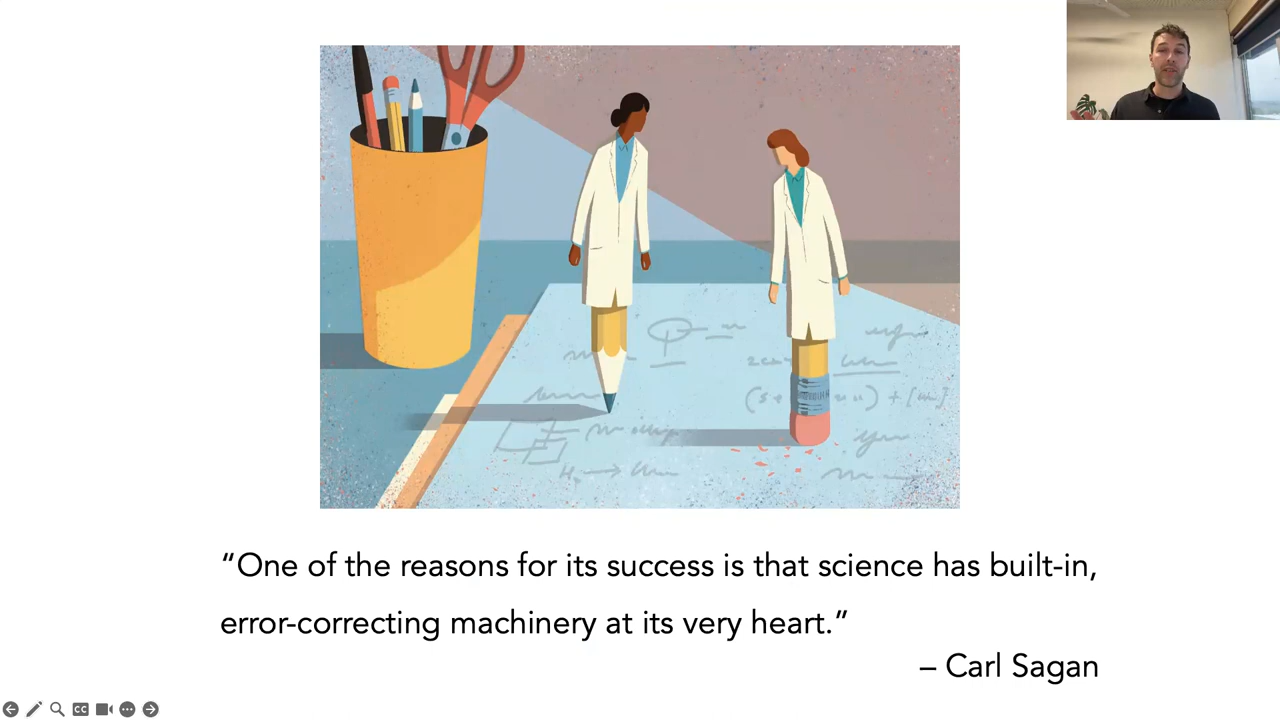 “One of the reasons for its success is that science has built-in,
error-correcting machinery at its very heart.”
– Carl Sagan